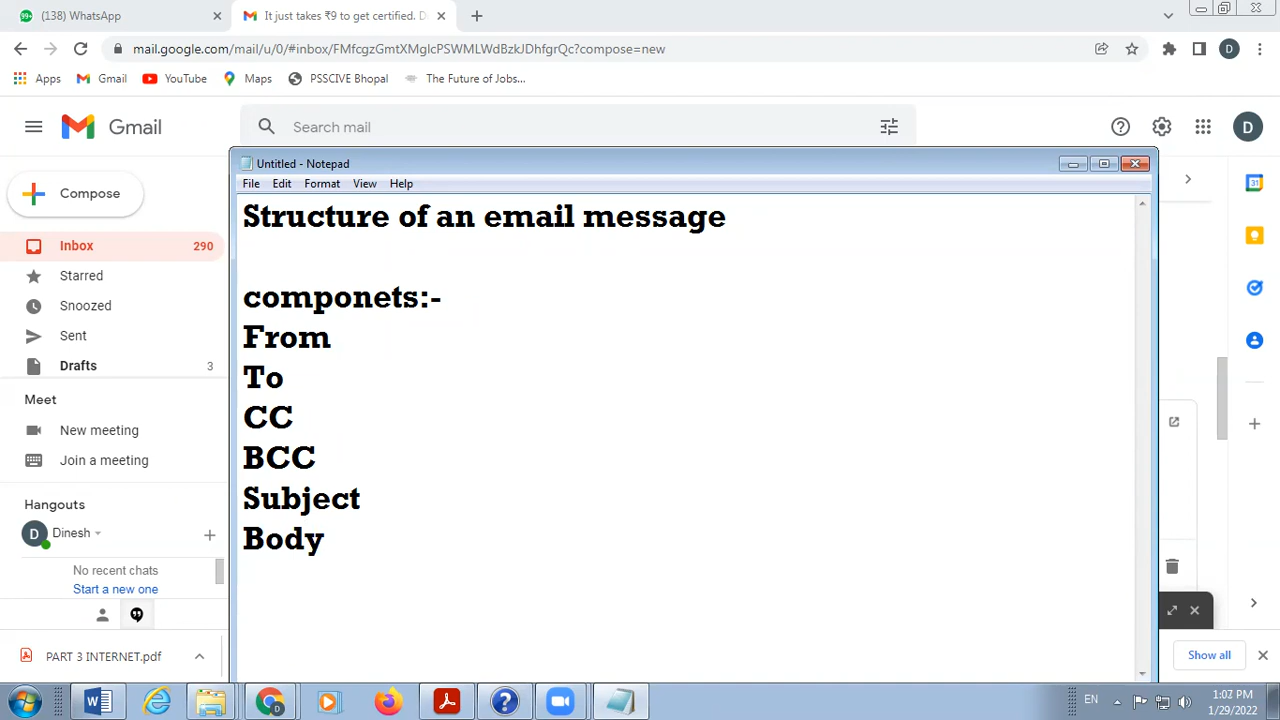 99+ (138) WhatsApp
It just takes ₹9 to get certified. D
mail.google.com/mail/u/0/#inbox/FMfcgzGmtXMglcPSWMLWdBzkJDhfgrQc?compose=new
D
Apps Gmail YouTube Maps PSSCIVE Bhopal The Future of Jobs...
Gmail
Search mail
D
Untitled - Notepad
File Edit Format View Help
Compose
Inbox 290
Starred
Snoozed
Sent
Drafts 3
Meet
New meeting
Join a meeting
Hangouts
D Dinesh
No recent chats
Start a new one
Structure of an email message
componets:-
From
To
CC
BCC
Subject
Body
31
PART 3 INTERNET.pdf
Show all
W
D
EN
1:02 PM
1/29/2022